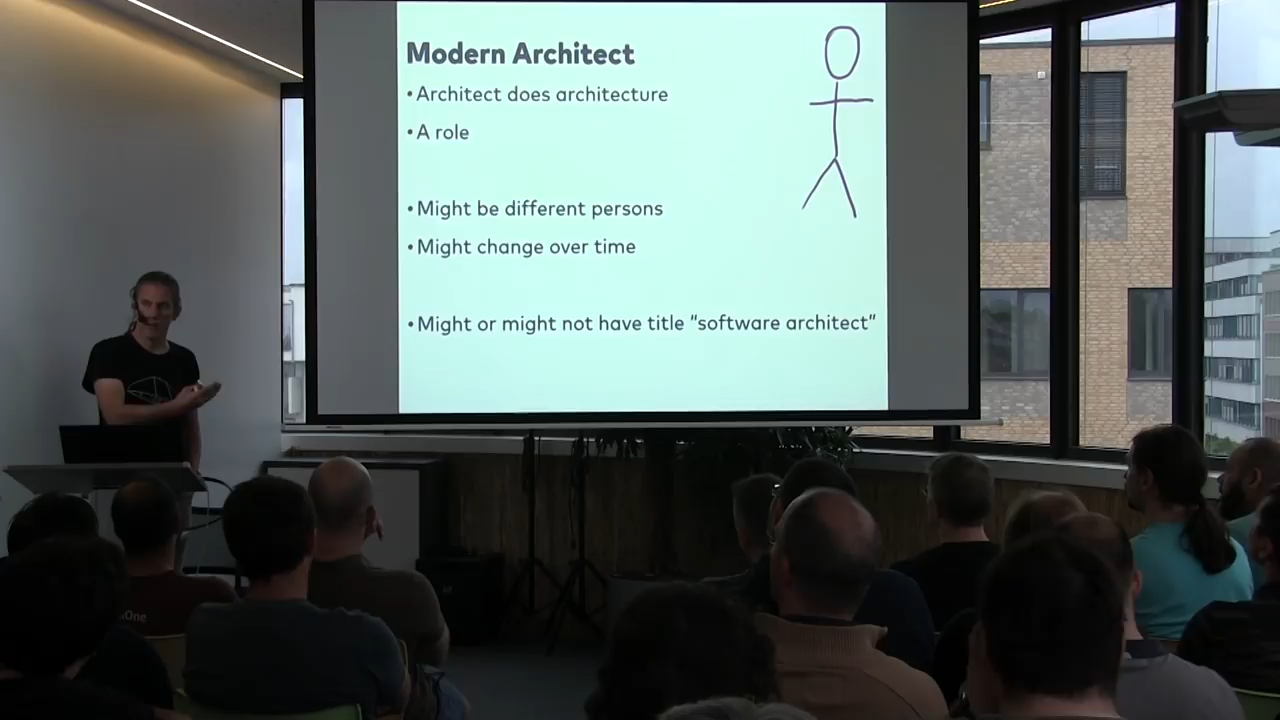 Modern Architect
•Architect does architecture
•A role
•Might be different persons
•Might change over time
•Might or might not have title “software architect”
One